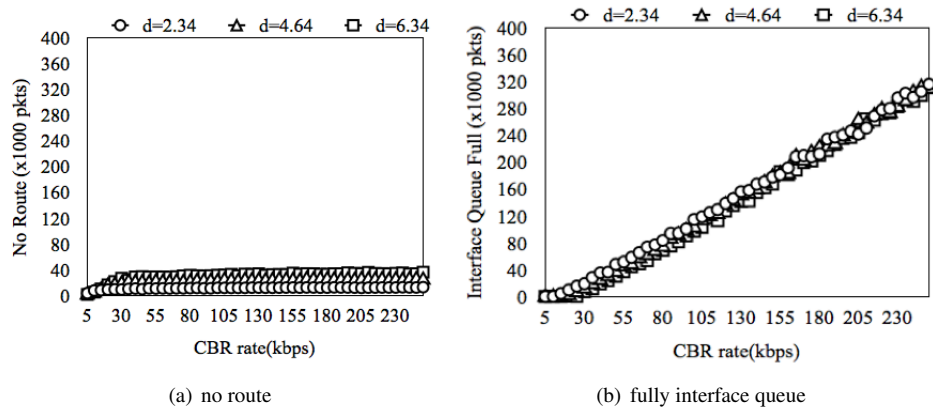 d=2.34 d=4.64 d=6.34
400
360
320
280
240
200
160
120
80
40
0
No Route (x1000 pkts)
5 30 55 80 105 130 155 180 205 230
CBR rate(kbps)
(a) no route
d=2.34 d=4.64 d=6.34
400
360
320
280
240
200
160
120
80
40
0
Interface Queue Full (x1000 pkts)
5 30 55 80 105 130 155 180 205 230
CBR rate(kbps)
(b) fully interface queue